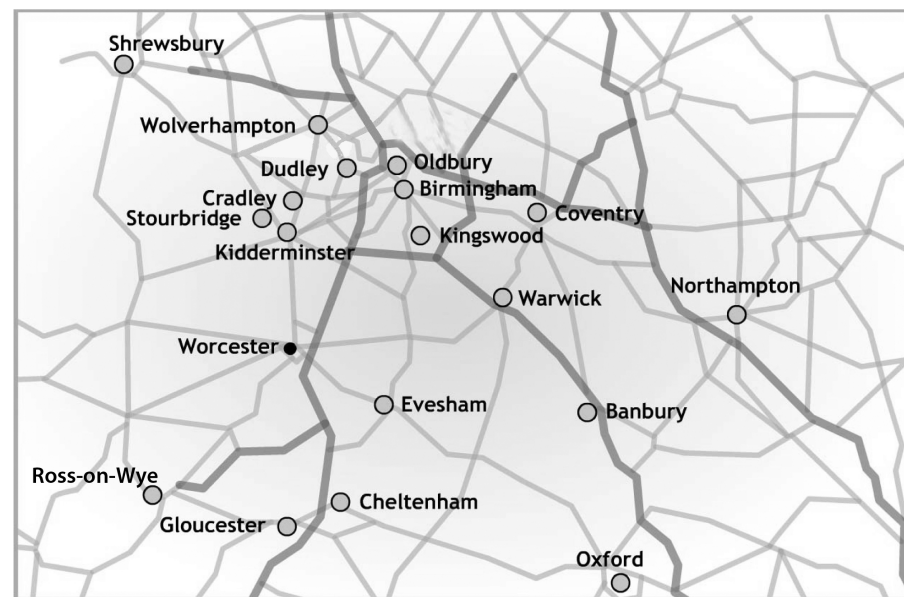 Shrewsbury
Wolverhampton
Dudley
Oldbury
Birmingham
Cradley
Stourbridge
Coventry
Kidderminster
Kingswood
Northampton
Warwick
Worcester
Evesham
Banbury
Ross-on-Wye
Cheltenham
Gloucester
Oxford